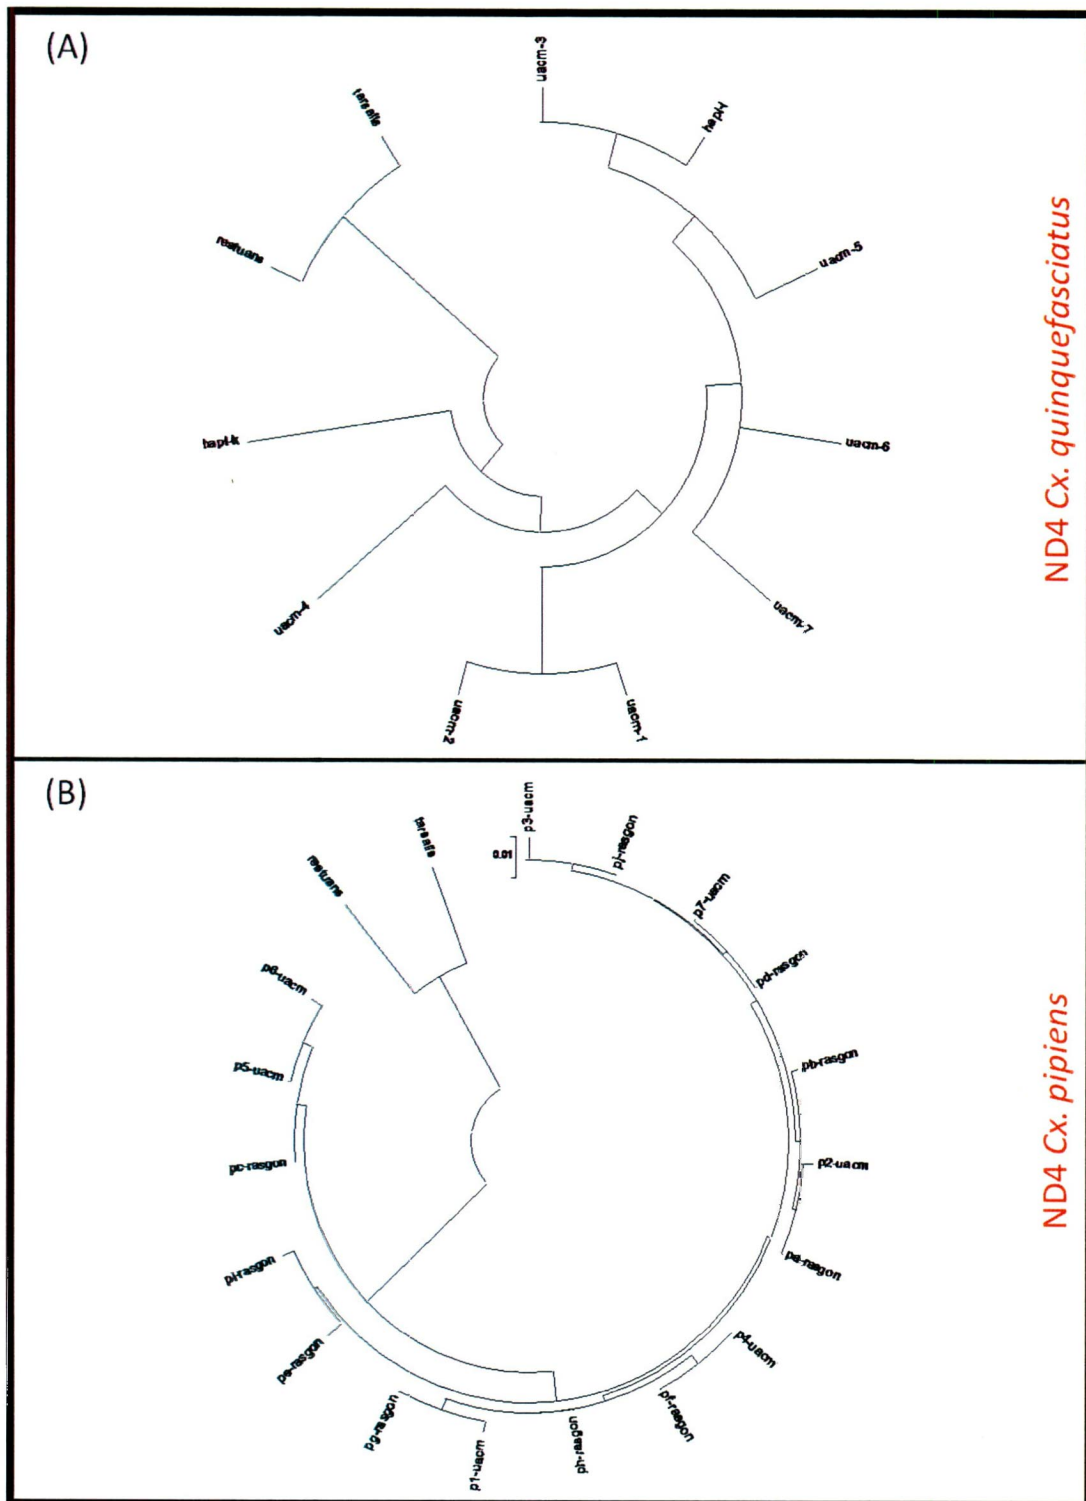 (A)
uacm-3
hapl-l
uacm-5
uacm-6
uacm-7
uacm-1
uacm-2
uacm-4
hapl-k
restuans
tarsalis
ND4 Cx. quinquefasciatus
(B)
p3-uacm
0.01
pj-rasgon
p7-uacm
pd-rasgon
pb-rasgon
p2-uacm
pa-rasgon
p4-uacm
pf-rasgon
ph-rasgon
p1-uacm
pg-rasgon
pe-rasgon
pi-rasgon
pc-rasgon
p5-uacm
p6-uacm
restuans
tarsalis
ND4 Cx. pipiens